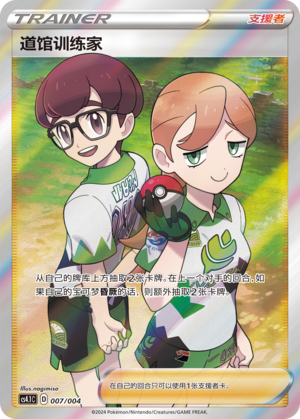 TRAINER 支援者
道馆训练家
从自己的牌库上方抽取2张卡牌。在上一个对手的回合，如
果自己的宝可梦昏厥的话，则额外抽取2张卡牌。
Illus.nagimiso
在自己的回合只可以使用1张支援者卡。
D 007/004
©2024 Pokémon/Nintendo/Creatures/GAME FREAK.